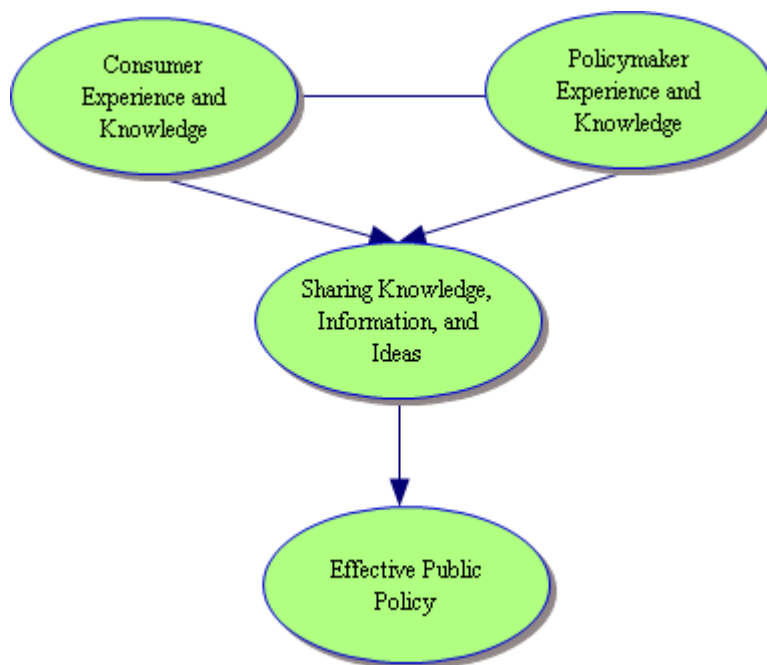 Consumer
Experience and
Knowledge
Policymaker
Experience and
Knowledge
Sharing Knowledge,
Information, and
Ideas
Effective Public
Policy